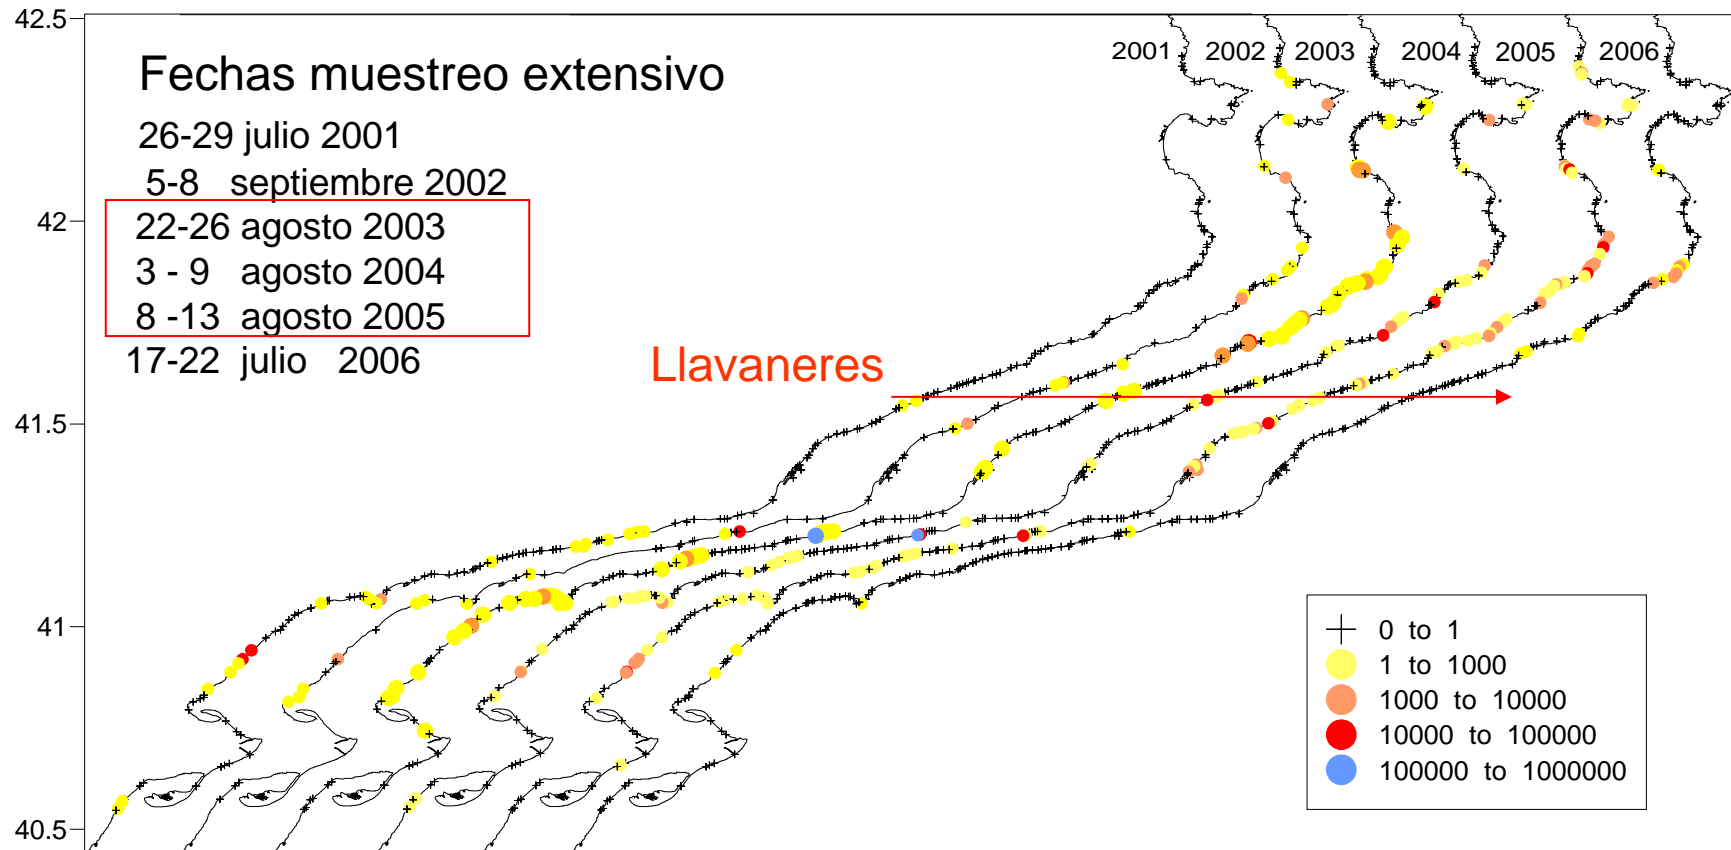 42.5
2001 2002 2003 2004 2005 2006
Fechas muestreo extensivo
26-29 julio 2001
5-8 septiembre 2002
42
22-26 agosto 2003
3 - 9 agosto 2004
8 -13 agosto 2005
17-22 julio 2006
Llavaneres
41.5
41
0 to 1
1 to 1000
1000 to 10000
10000 to 100000
100000 to 1000000
40.5